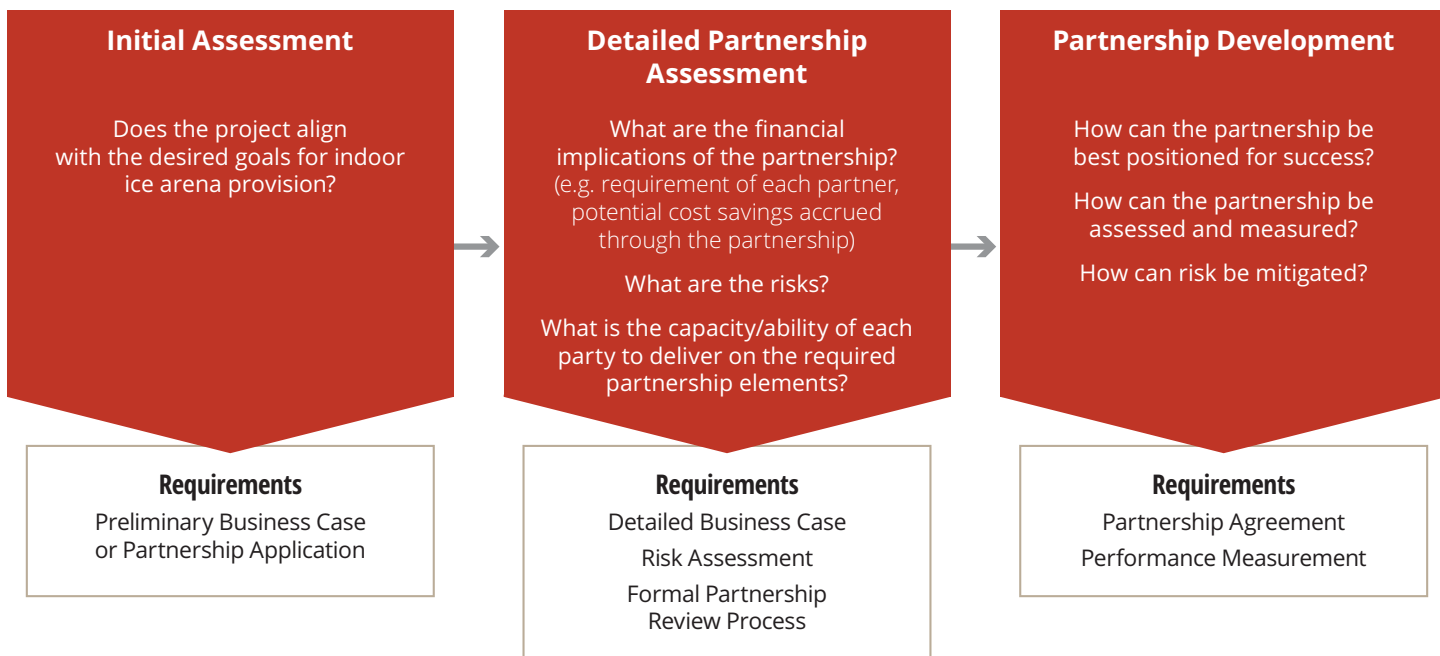 Initial Assessment
Does the project align
with the desired goals for indoor
ice arena provision?
Requirements
Preliminary Business Case
or Partnership Application
Detailed Partnership
Assessment
What are the financial
implications of the partnership?
(e.g. requirement of each partner,
potential cost savings accrued
through the partnership)
What are the risks?
What is the capacity/ability of each
party to deliver on the required
partnership elements?
Requirements
Detailed Business Case
Risk Assessment
Formal Partnership
Review Process
Partnership Development
How can the partnership be
best positioned for success?
How can the partnership be
assessed and measured?
How can risk be mitigated?
Requirements
Partnership Agreement
Performance Measurement